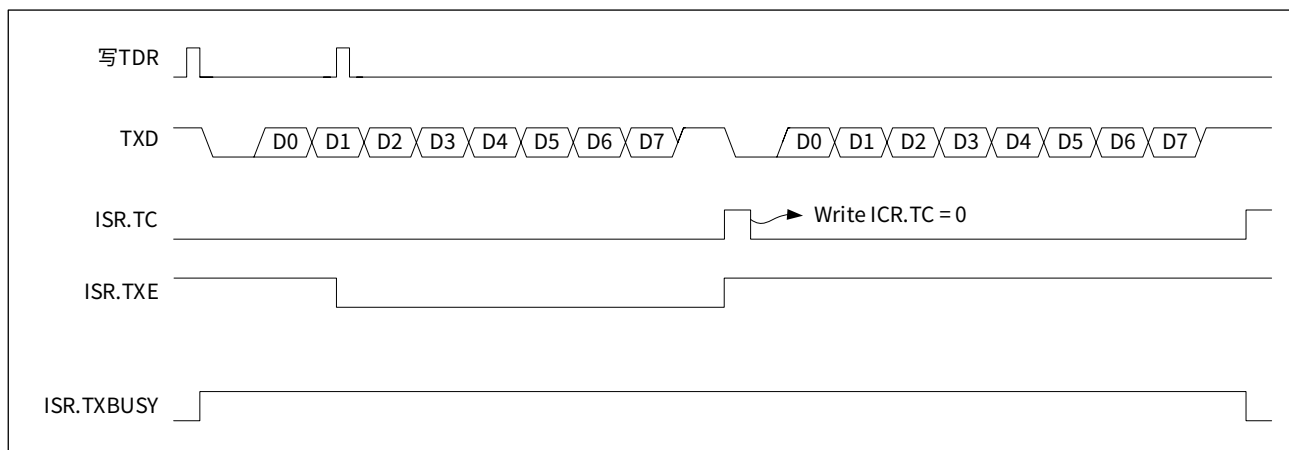 写TDR
TXD D0 D1 D2 D3 D4 D5 D6 D7 D0 D1 D2 D3 D4 D5 D6 D7
ISR.TC Write ICR.TC = 0
ISR.TXE
ISR.TXBUSY